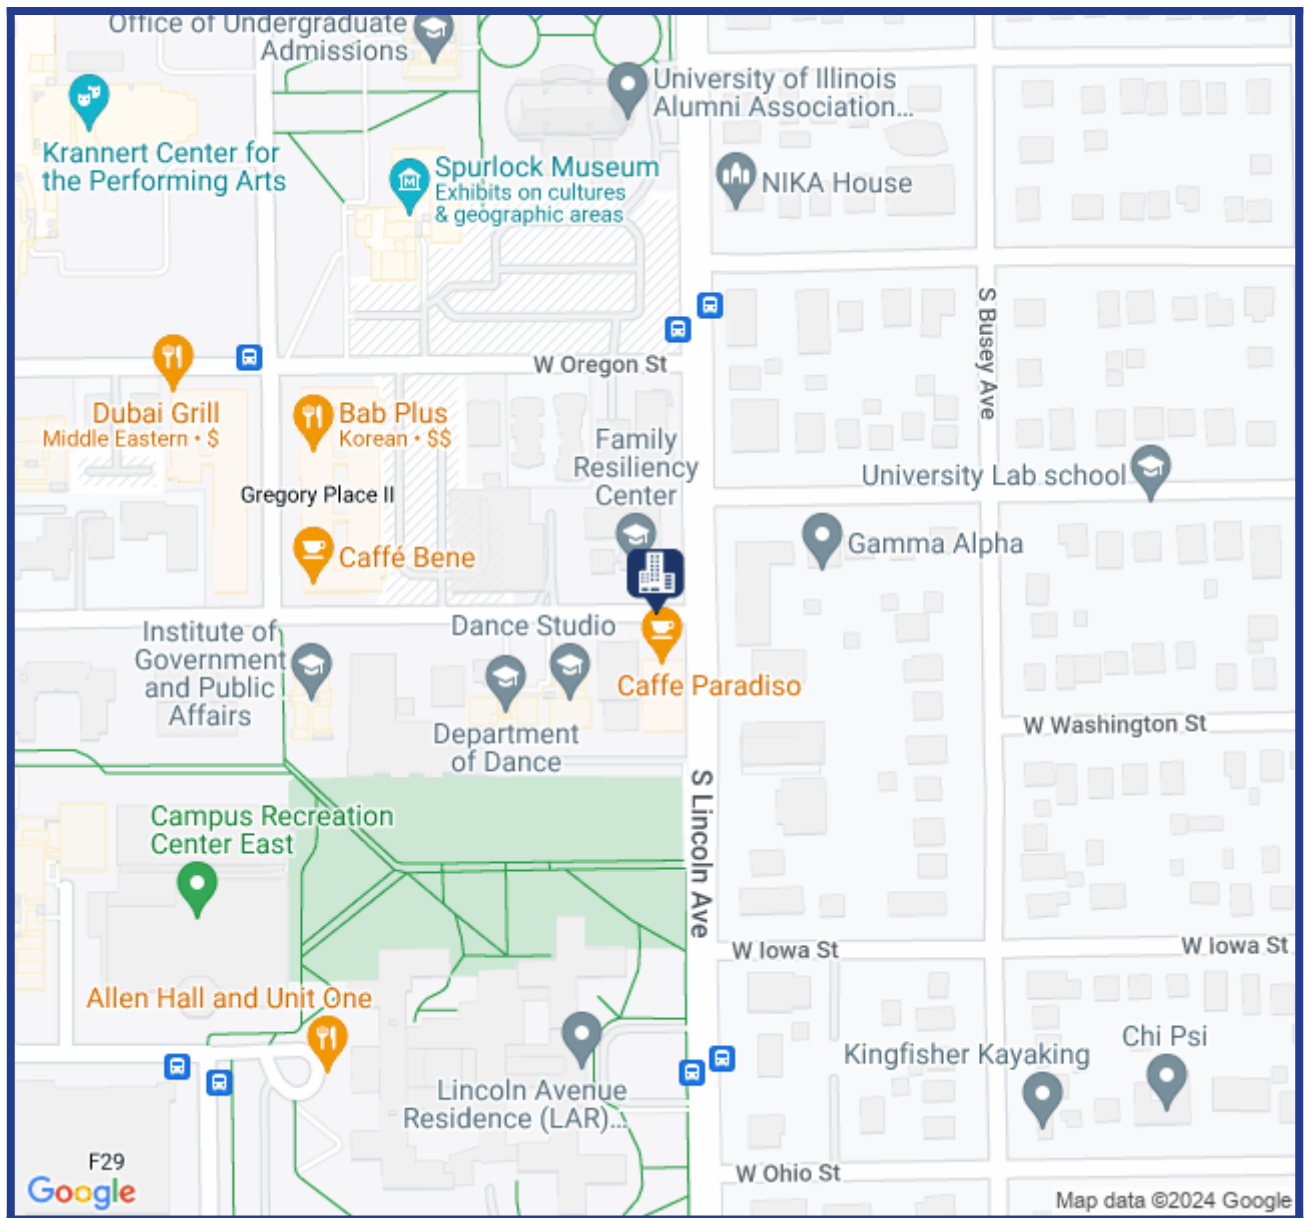 Office of Undergraduate
Admissions
University of Illinois
Alumni Association...
Krannert Center for
the Performing Arts
Spurlock Museum
Exhibits on cultures
& geographic areas
NIKA House
S Busey Ave
W Oregon St
Dubai Grill
Middle Eastern • $
Bab Plus
Korean • $$
Family
Resiliency
Center
University Lab school
Gregory Place II
Caffé Bene
Gamma Alpha
Institute of
Government
and Public
Affairs
Dance Studio
Caffe Paradiso
Department
of Dance
W Washington St
S Lincoln Ave
Campus Recreation
Center East
W Iowa St
W Iowa St
Allen Hall and Unit One
Chi Psi
Kingfisher Kayaking
Lincoln Avenue
Residence (LAR)...
F29
W Ohio St
Google
Map data ©2024 Google